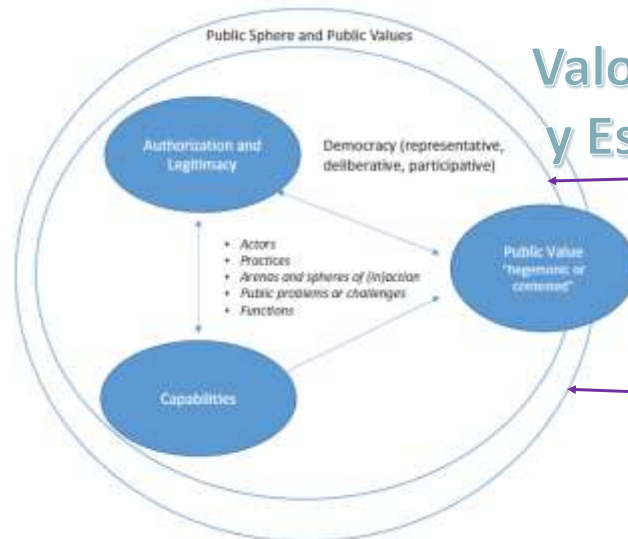 Public Sphere and Public Values
Valo
y Es
Authorization and
Legitimacy
Democracy (representative,
deliberative, participative)
• Actors
• Practices
• Arenas and spheres of (in)action
• Public problems or challenges
• Functions
Public Value
"hegemonic or
contened"
Capabilities